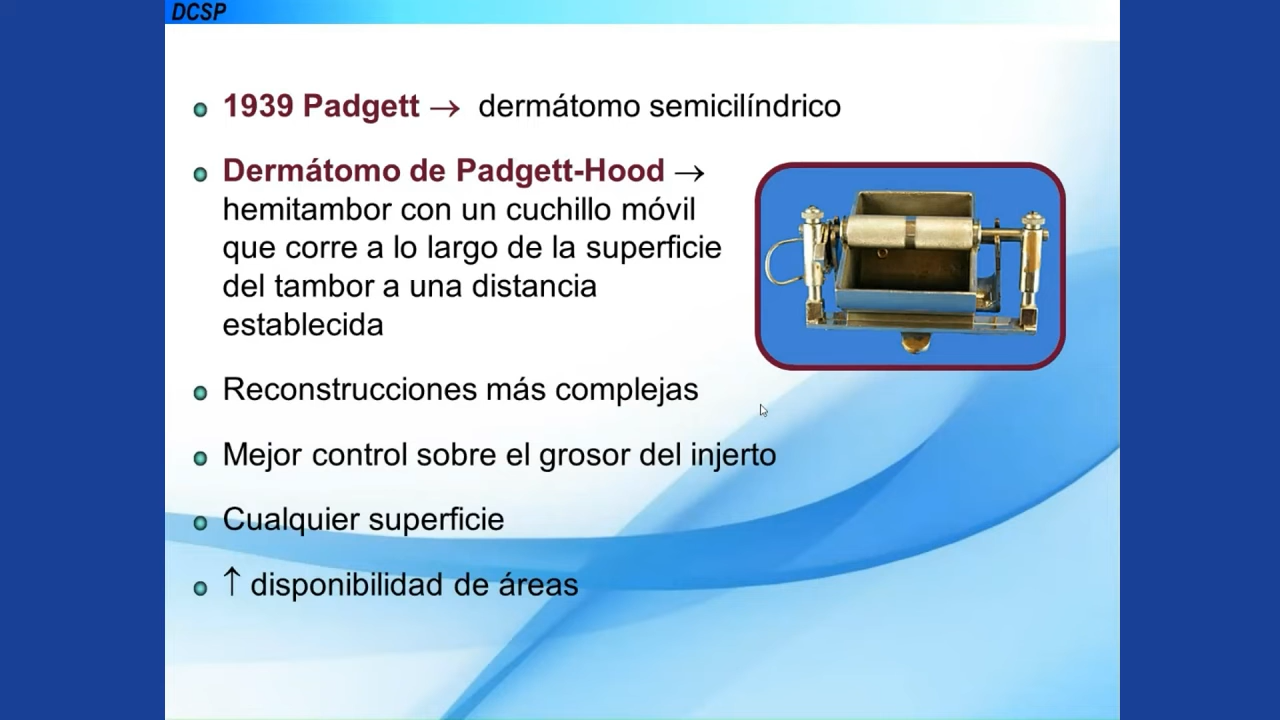 DCSP
1939 Padgett → dermátomo semicilíndrico
Dermátomo de Padgett-Hood →
hemitambor con un cuchillo móvil
que corre a lo largo de la superficie
del tambor a una distancia
establecida
Reconstrucciones más complejas
Mejor control sobre el grosor del injerto
Cualquier superficie
↑ disponibilidad de áreas